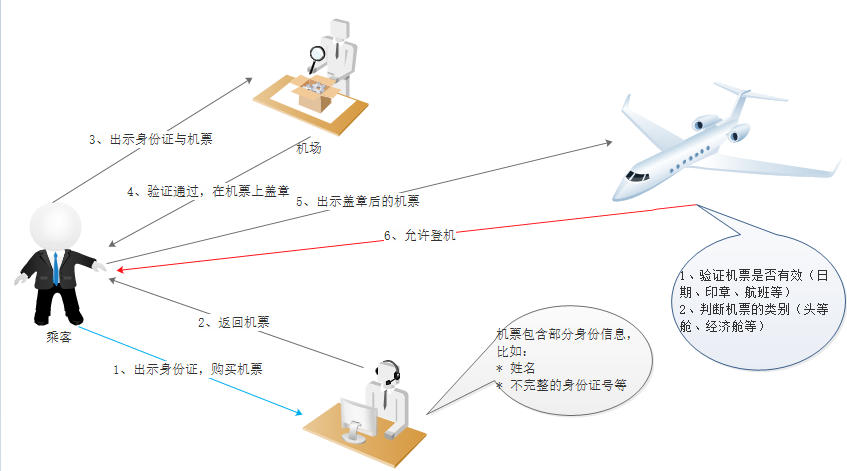 3、出示身份证与机票
机场
4、验证通过，在机票上盖章
5、出示盖章后的机票
6、允许登机
1、验证机票是否有效（日
期、印章、航班等）
2、判断机票的类别（头等
舱、经济舱等）
乘客
2、返回机票
机票包含部分身份信息，
比如：
* 姓名
* 不完整的身份证号等
1、出示身份证，购买机票